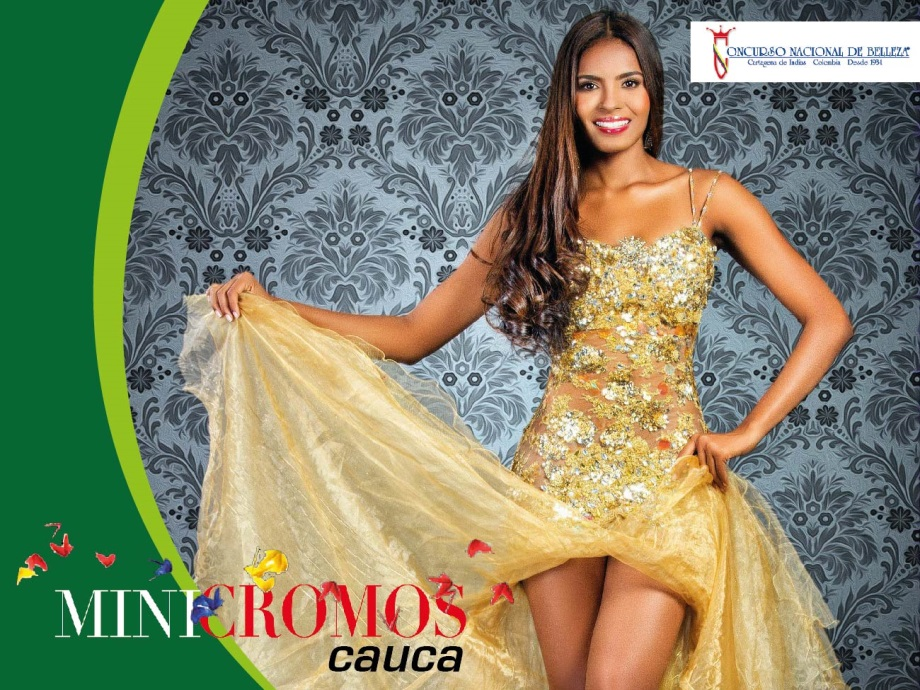 CONCURSO NACIONAL DE BELLEZA®
Cartagena de Indias Colombia Desde 1934
MINICROMOS
cauca